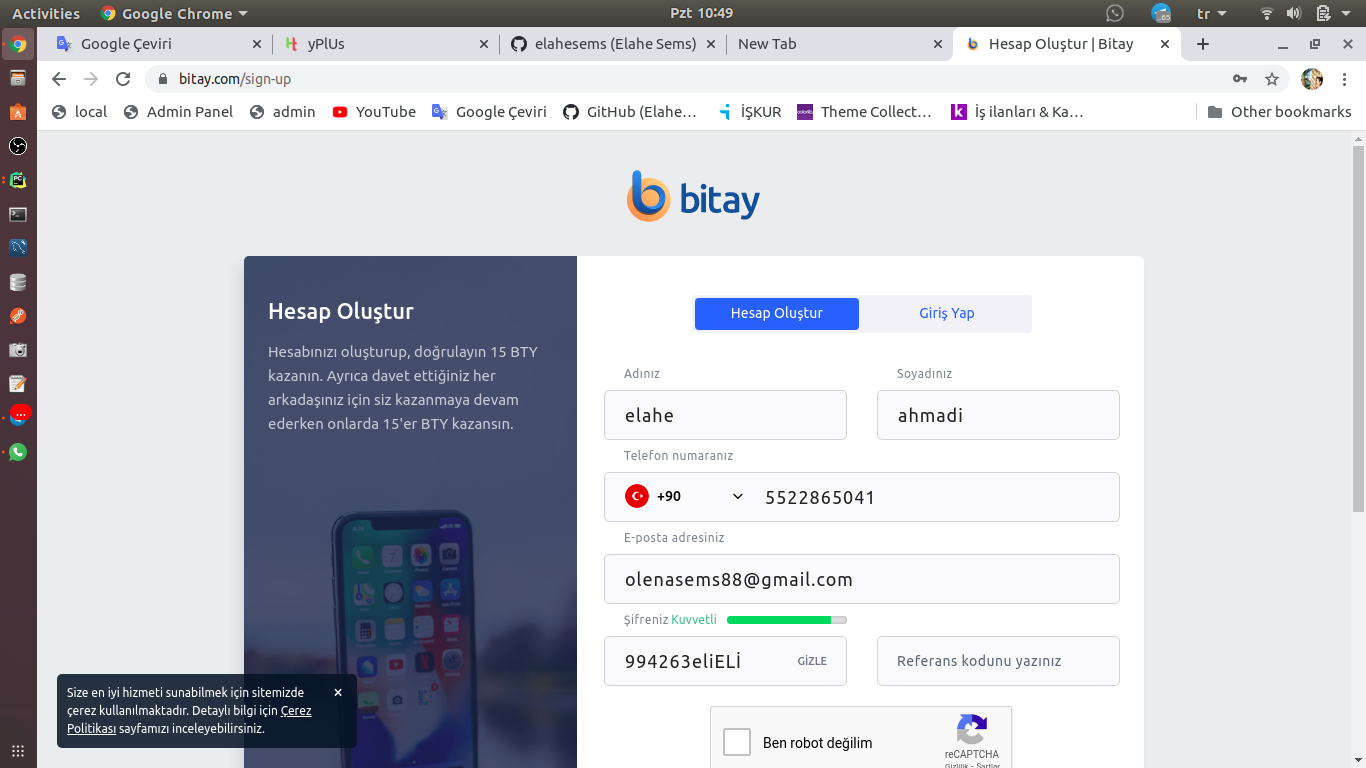 Activities
Google Chrome
Pzt 10:49
tr
Google Çeviri
yPlUs
elahesems (Elahe Sems)
New Tab
Hesap Oluştur | Bitay
bitay.com/sign-up
local
Admin Panel
admin
YouTube
Google Çeviri
GitHub (Elahe…
İŞKUR
Theme Collect…
İş ilanları & Ka…
Other bookmarks
bitay
Hesap Oluştur
Hesabınızı oluşturup, doğrulayın 15 BTY
kazanın. Ayrıca davet ettiğiniz her
arkadaşınız için siz kazanmaya devam
ederken onlarda 15'er BTY kazansın.
Hesap Oluştur
Giriş Yap
Adınız
Soyadınız
elahe
ahmadi
Telefon numaranız
+90
5522865041
E-posta adresiniz
olenasems88@gmail.com
Şifreniz Kuvvetli
994263eliELİ
GİZLE
Referans kodunu yazınız
Ben robot değilim
reCAPTCHA
Gizlilik - Şartlar
Size en iyi hizmeti sunabilmek için sitemizde
çerez kullanılmaktadır. Detaylı bilgi için Çerez
Politikası sayfamızı inceleyebilirsiniz.